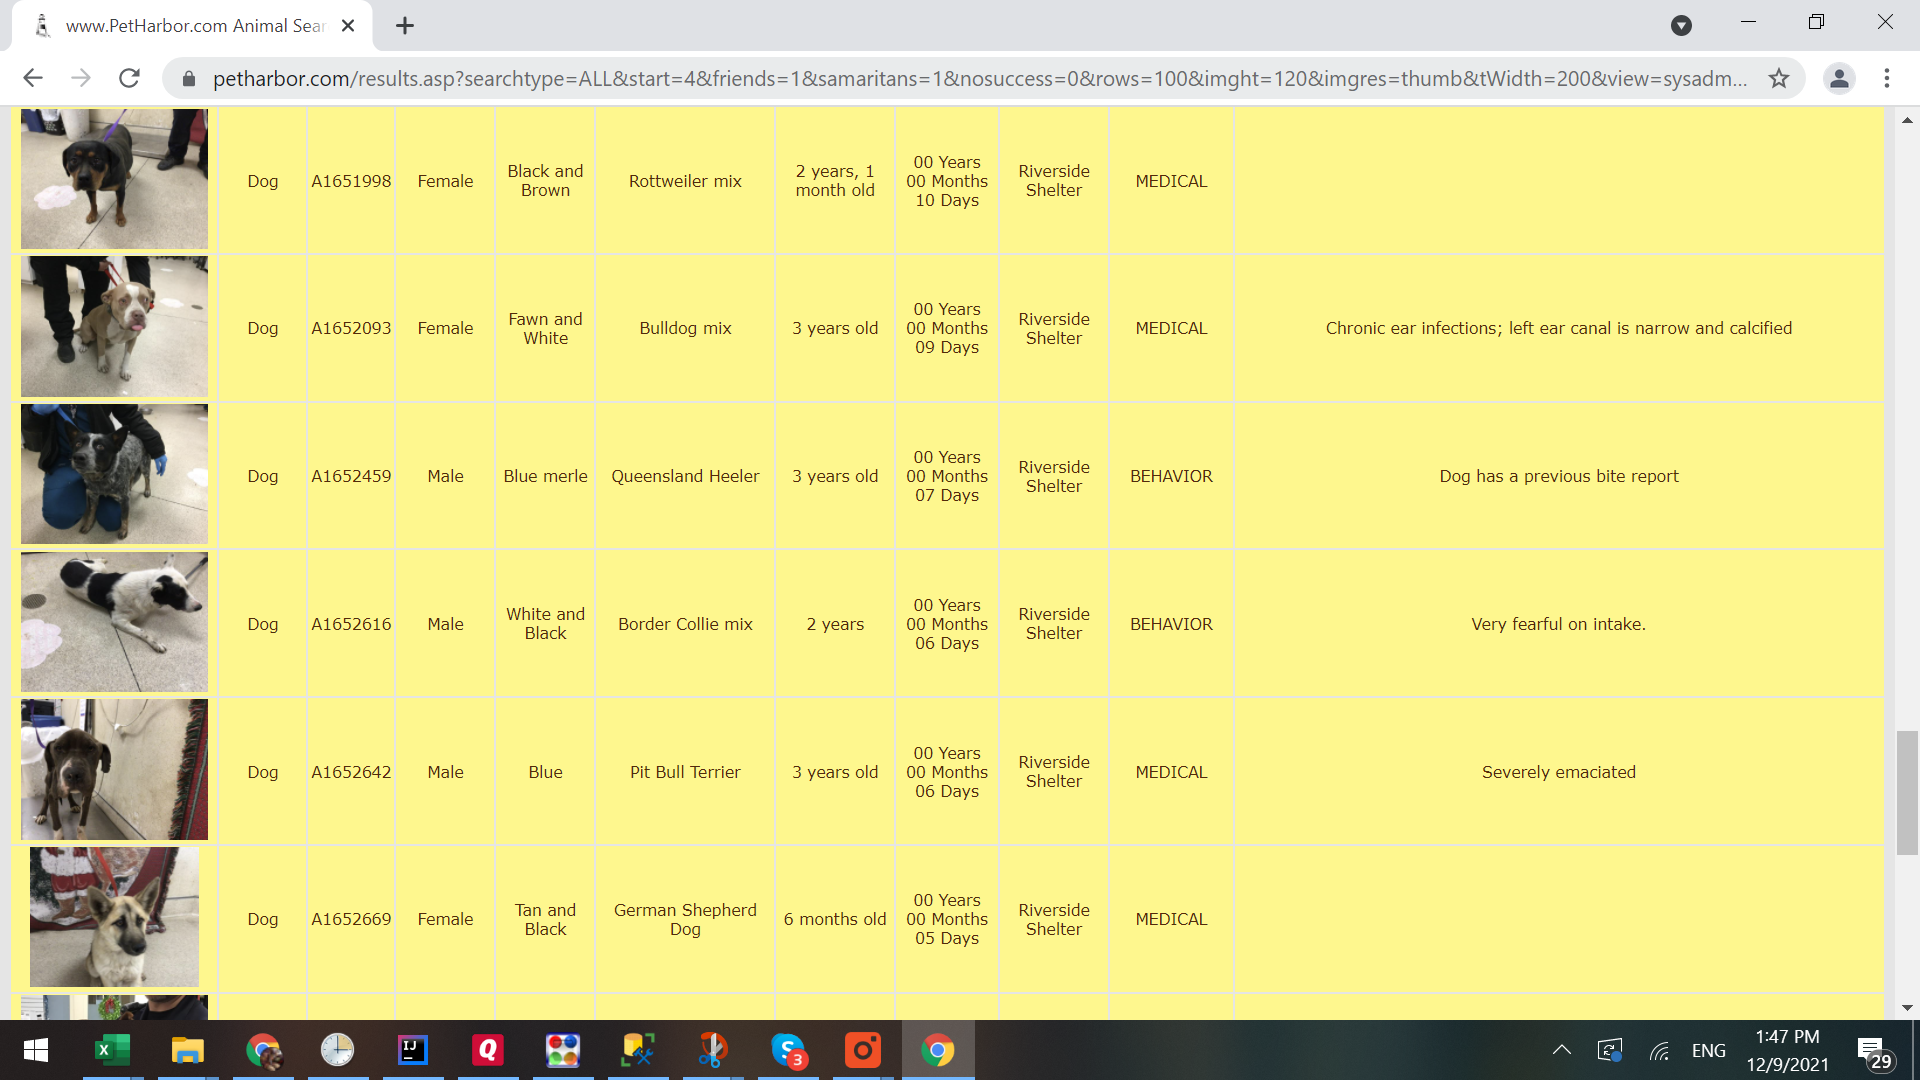 www.PetHarbor.com Animal Sear
petharbor.com/results.asp?searchtype=ALL&start=4&friends=1&samaritans=1&nosuccess=0&rows=100&imght=120&imgres=thumb&tWidth=200&view=sysadm...
Dog A1651998 Female Black and Brown Rottweiler mix 2 years, 1 month old 00 Years 00 Months 10 Days Riverside Shelter MEDICAL
Dog A1652093 Female Fawn and White Bulldog mix 3 years old 00 Years 00 Months 09 Days Riverside Shelter MEDICAL Chronic ear infections; left ear canal is narrow and calcified
Dog A1652459 Male Blue merle Queensland Heeler 3 years old 00 Years 00 Months 07 Days Riverside Shelter BEHAVIOR Dog has a previous bite report
Dog A1652616 Male White and Black Border Collie mix 2 years 00 Years 00 Months 06 Days Riverside Shelter BEHAVIOR Very fearful on intake.
Dog A1652642 Male Blue Pit Bull Terrier 3 years old 00 Years 00 Months 06 Days Riverside Shelter MEDICAL Severely emaciated
Dog A1652669 Female Tan and Black German Shepherd Dog 6 months old 00 Years 00 Months 05 Days Riverside Shelter MEDICAL
X IJ Q S 3 ENG 1:47 PM 29
12/9/2021